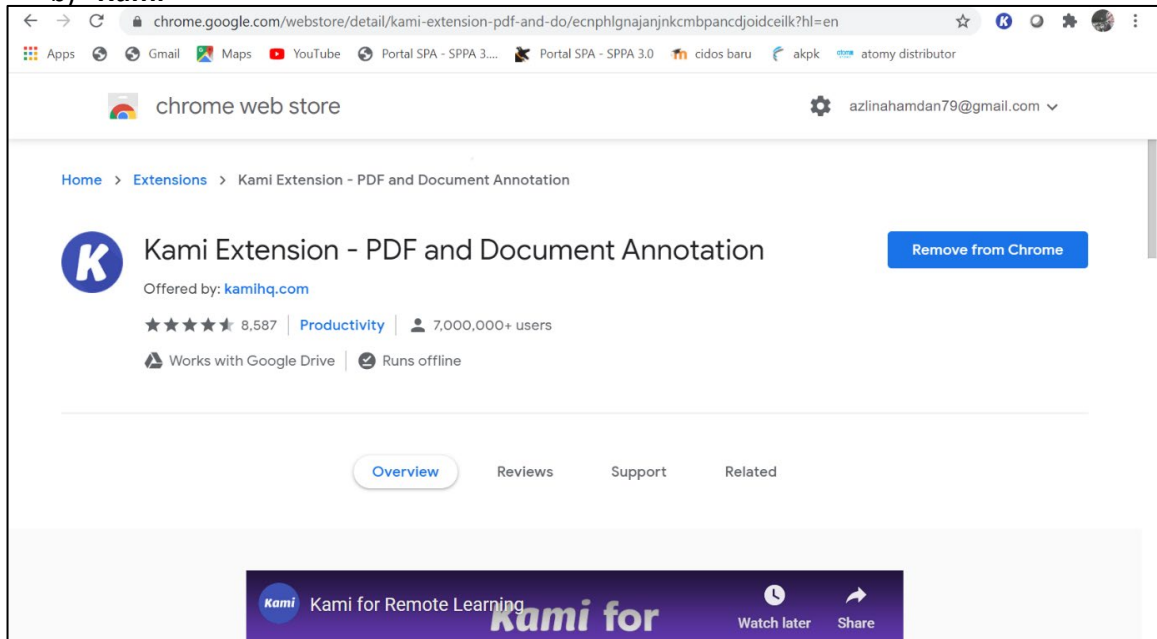 b) Kami
chrome.google.com/webstore/detail/kami-extension-pdf-and-do/ecnphlgnajanjnkcmbpancdjoidceilk?hl=en
Apps Gmail Maps YouTube Portal SPA - SPPA 3.... Portal SPA - SPPA 3.0 cidos baru akpk atomy distributor
chrome web store azlinahamdan79@gmail.com
Home > Extensions > Kami Extension - PDF and Document Annotation
K Kami Extension - PDF and Document Annotation Remove from Chrome
Offered by: kamihq.com
8,587 Productivity 7,000,000+ users
Works with Google Drive Runs offline
Overview Reviews Support Related
Kami Kami for Remote Learning Kami for Watch later Share